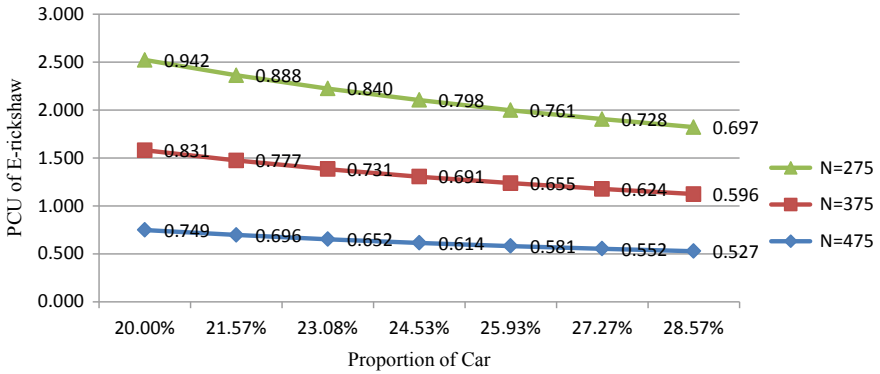 3.000
2.500
2.000
1.500
1.000
0.500
0.000
PCU of E-rickshaw
0.942 0.888 0.840 0.798 0.761 0.728 0.697
0.831 0.777 0.731 0.691 0.655 0.624 0.596
0.749 0.696 0.652 0.614 0.581 0.552 0.527
N=275
N=375
N=475
20.00% 21.57% 23.08% 24.53% 25.93% 27.27% 28.57%
Proportion of Car